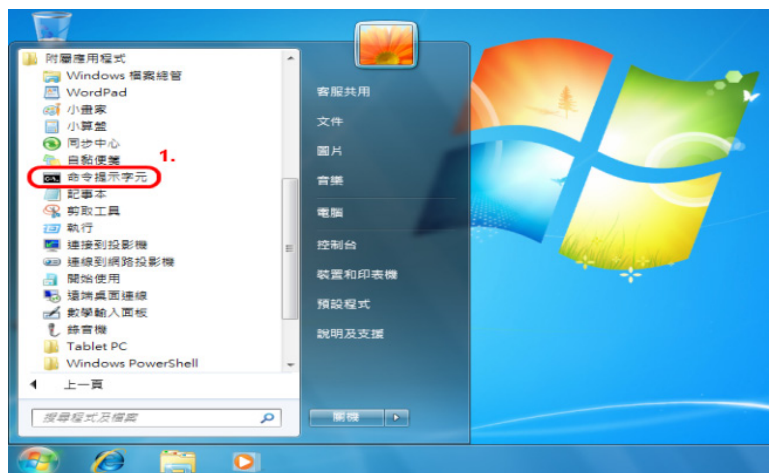 附屬應用程式
Windows 檔案總管
WordPad
小畫家
小算盤
同步中心
自黏便箋
1.
命令提示字元
記事本
剪取工具
執行
連接到投影機
連線到網路投影機
開始使用
遠端桌面連線
數學輸入面板
錄音機
Tablet PC
Windows PowerShell
上一頁
搜尋程式及檔案
客服共用
文件
圖片
音樂
電腦
控制台
裝置和印表機
預設程式
說明及支援
關機